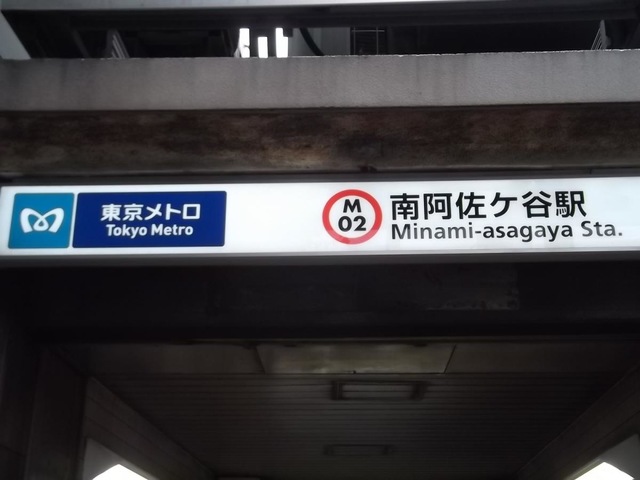 東京メトロ
Tokyo Metro
M
02
南阿佐ケ谷駅
Minami-asagaya Sta.